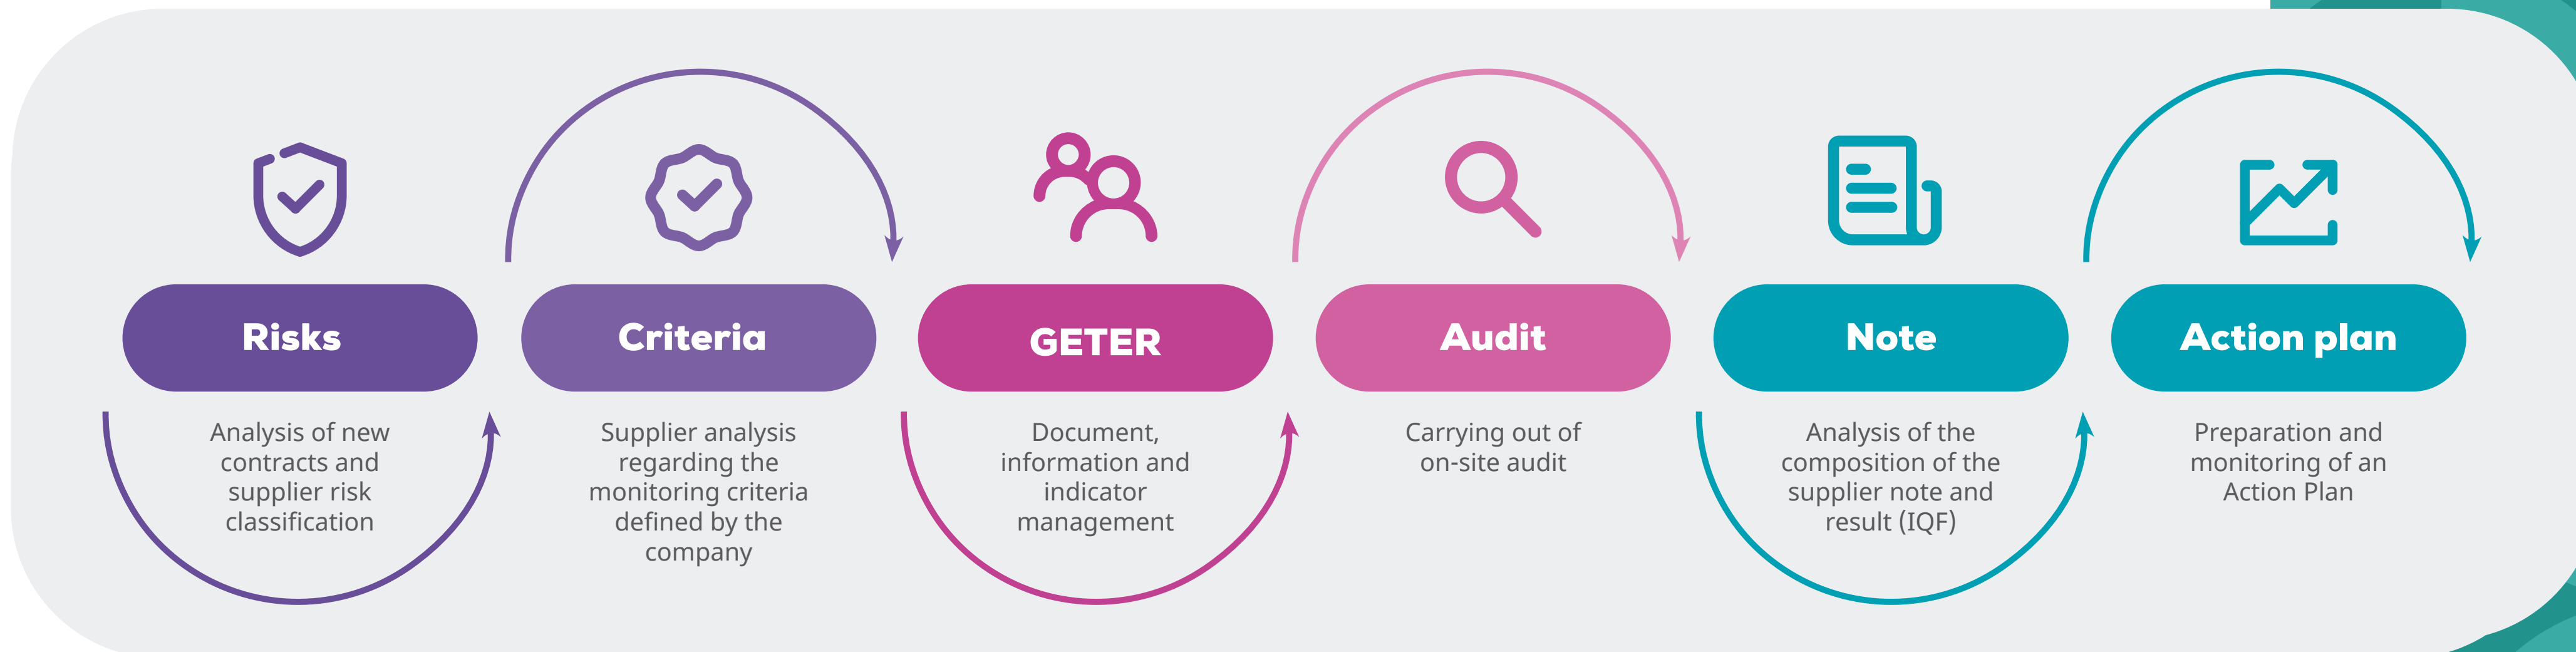 Risks
Analysis of new
contracts and
supplier risk
classification
Criteria
Supplier analysis
regarding the
monitoring criteria
defined by the
company
GETER
Document,
information and
indicator
management
Audit
Carrying out of
on-site audit
Note
Analysis of the
composition of the
supplier note and
result (IQF)
Action plan
Preparation and
monitoring of an
Action Plan